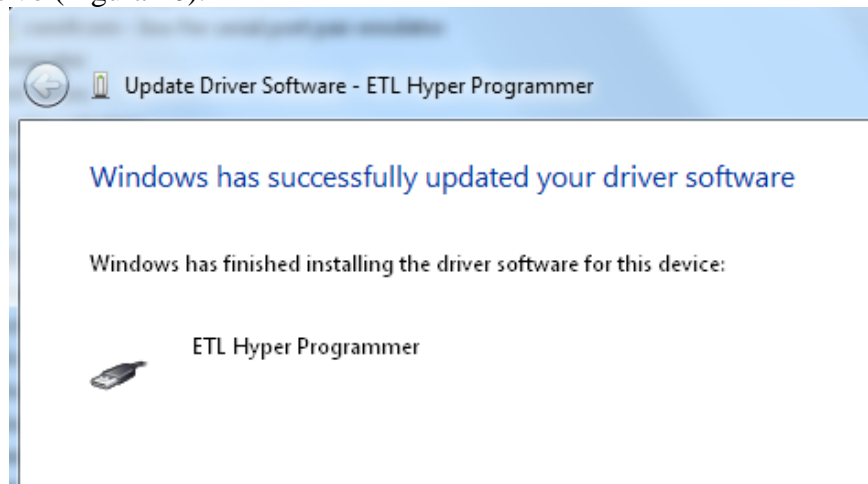 Update Driver Software - ETL Hyper Programmer
Windows has successfully updated your driver software
Windows has finished installing the driver software for this device:
ETL Hyper Programmer